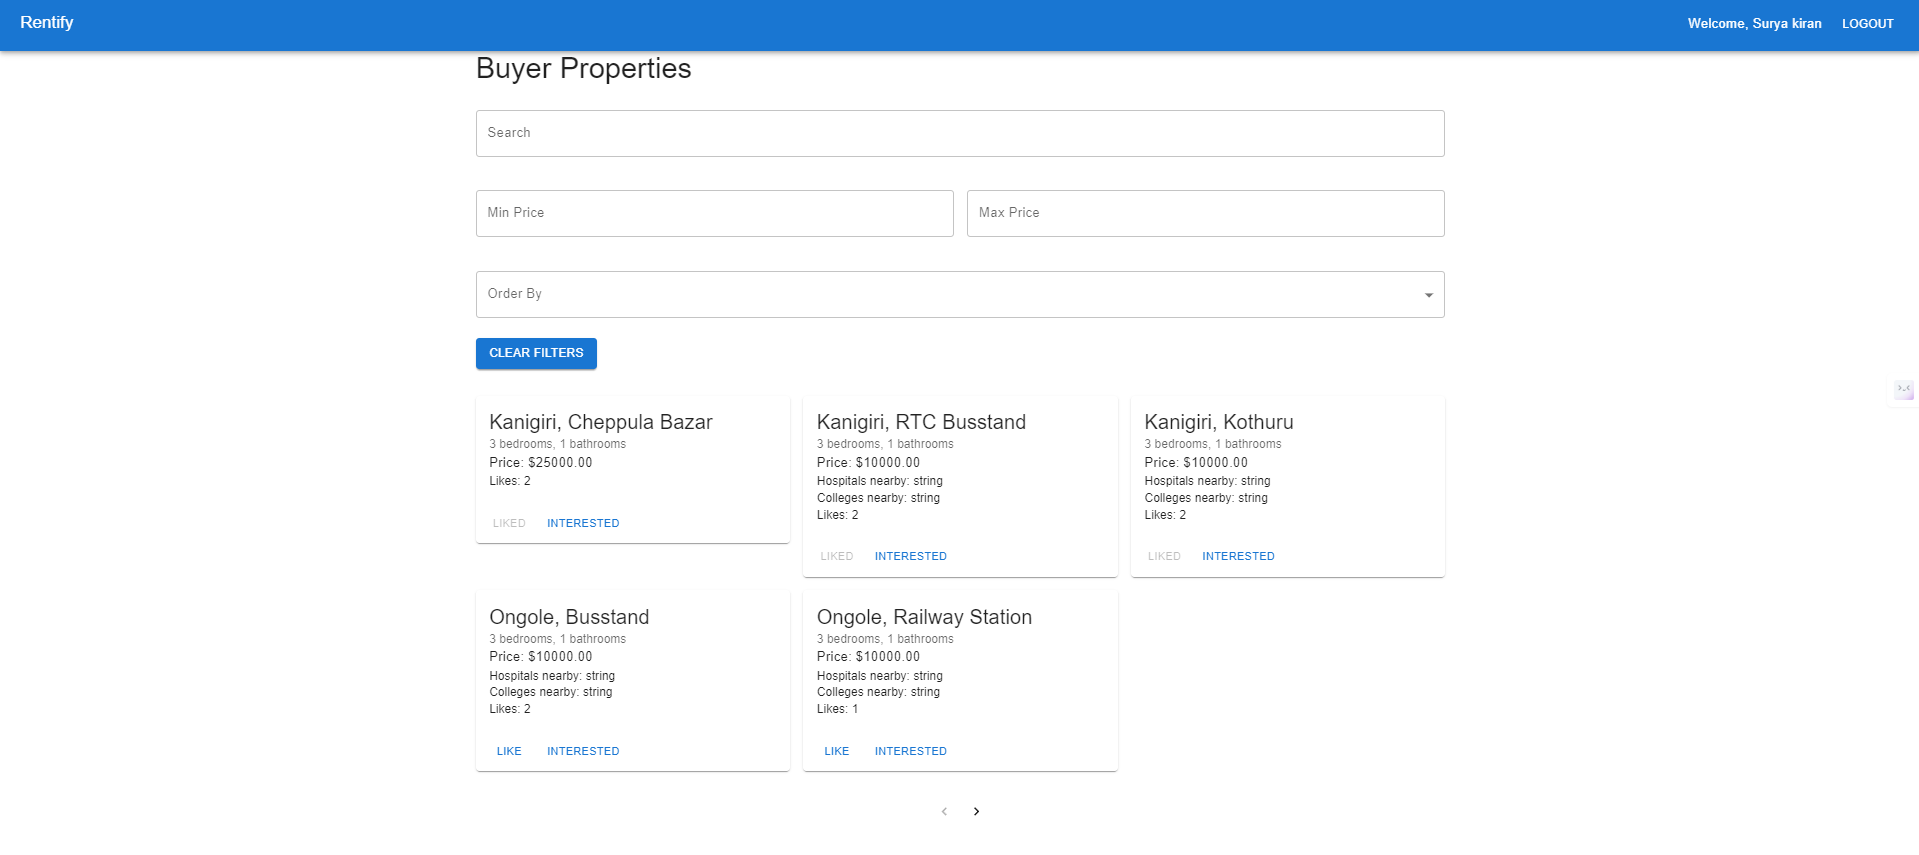 Rentify
Welcome, Surya kiran LOGOUT
Buyer Properties
Search
Min Price
Max Price
Order By
CLEAR FILTERS
Kanigiri, Cheppula Bazar
3 bedrooms, 1 bathrooms
Price: $25000.00
Likes: 2
LIKED INTERESTED
Kanigiri, RTC Busstand
3 bedrooms, 1 bathrooms
Price: $10000.00
Hospitals nearby: string
Colleges nearby: string
Likes: 2
LIKED INTERESTED
Kanigiri, Kothuru
3 bedrooms, 1 bathrooms
Price: $10000.00
Hospitals nearby: string
Colleges nearby: string
Likes: 2
LIKED INTERESTED
Ongole, Busstand
3 bedrooms, 1 bathrooms
Price: $10000.00
Hospitals nearby: string
Colleges nearby: string
Likes: 2
LIKE INTERESTED
Ongole, Railway Station
3 bedrooms, 1 bathrooms
Price: $10000.00
Hospitals nearby: string
Colleges nearby: string
Likes: 1
LIKE INTERESTED